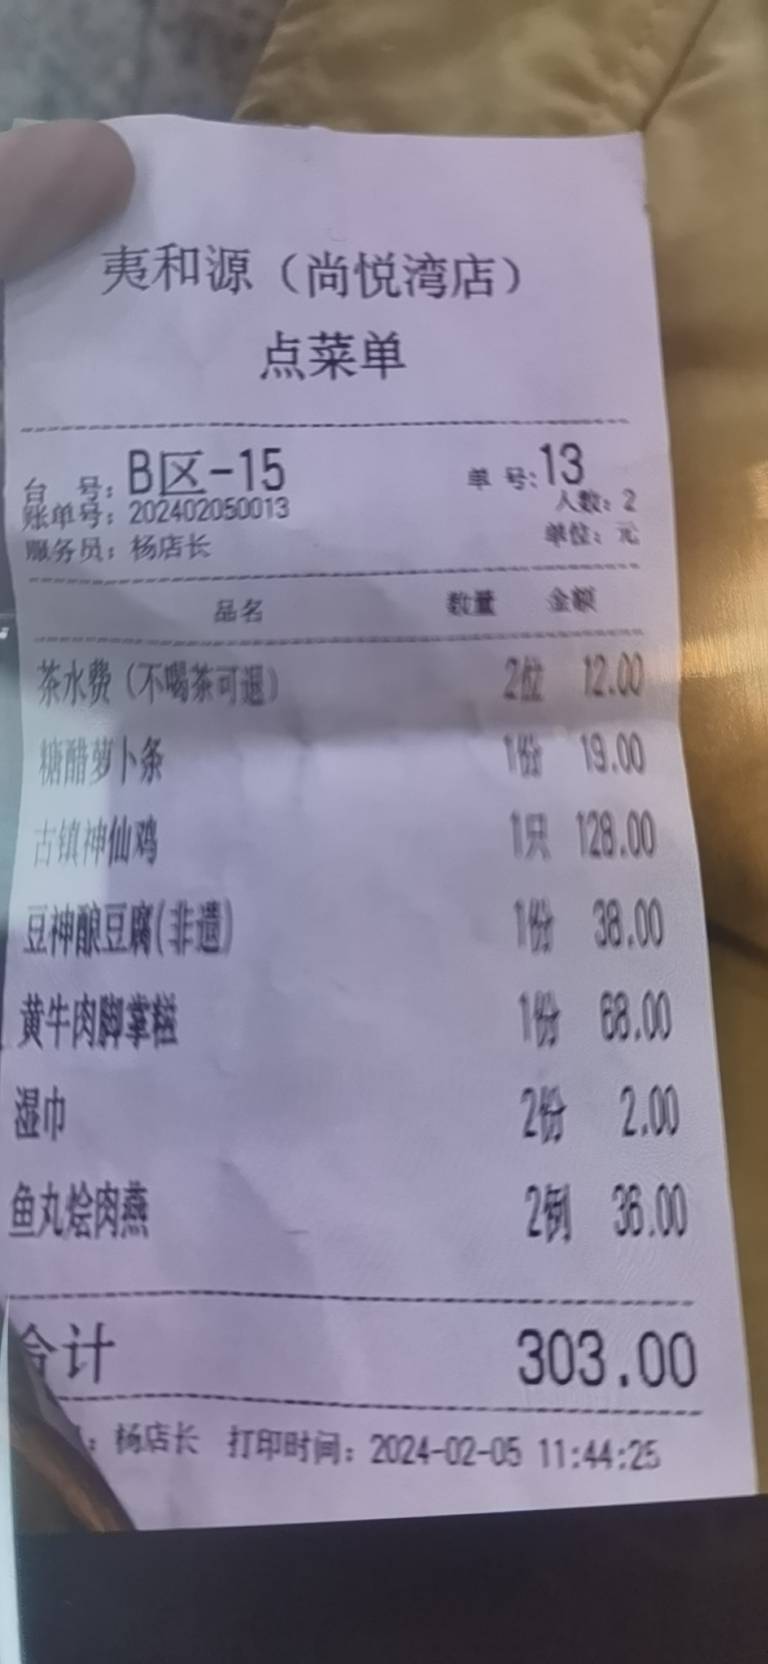 夷和源（尚悦湾店）
点菜单
台 号：B区-15 单 号:13
账单号：202402050013 人数：2
服务员：杨店长 单位：元
品名 数量 金额
茶水费（不喝茶可退） 2位 12.00
糖醋萝卜条 1份 19.00
古镇神仙鸡 1只 128.00
豆神酿豆腐(非遗) 1份 38.00
黄牛肉脚掌糍 1份 68.00
湿巾 2份 2.00
鱼丸烩肉燕 2例 36.00
合计 303.00
：杨店长 打印时间：2024-02-05 11:44:25